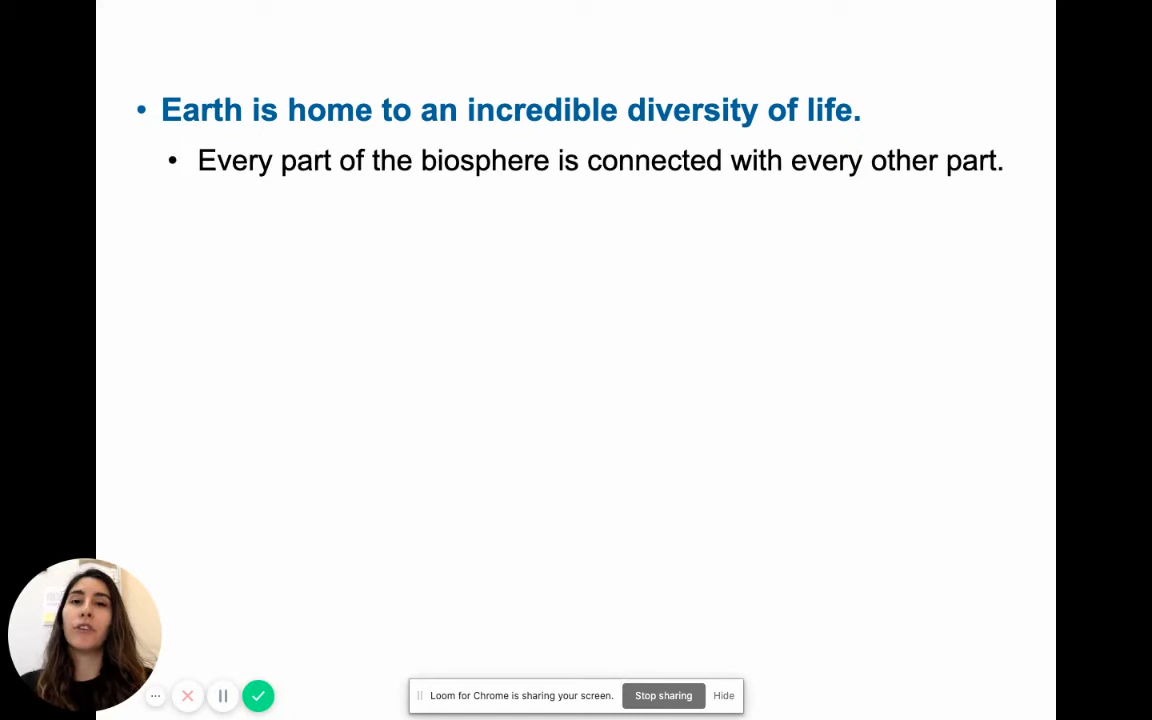 • Earth is home to an incredible diversity of life.
• Every part of the biosphere is connected with every other part.
Loom for Chrome is sharing your screen. Stop sharing Hide